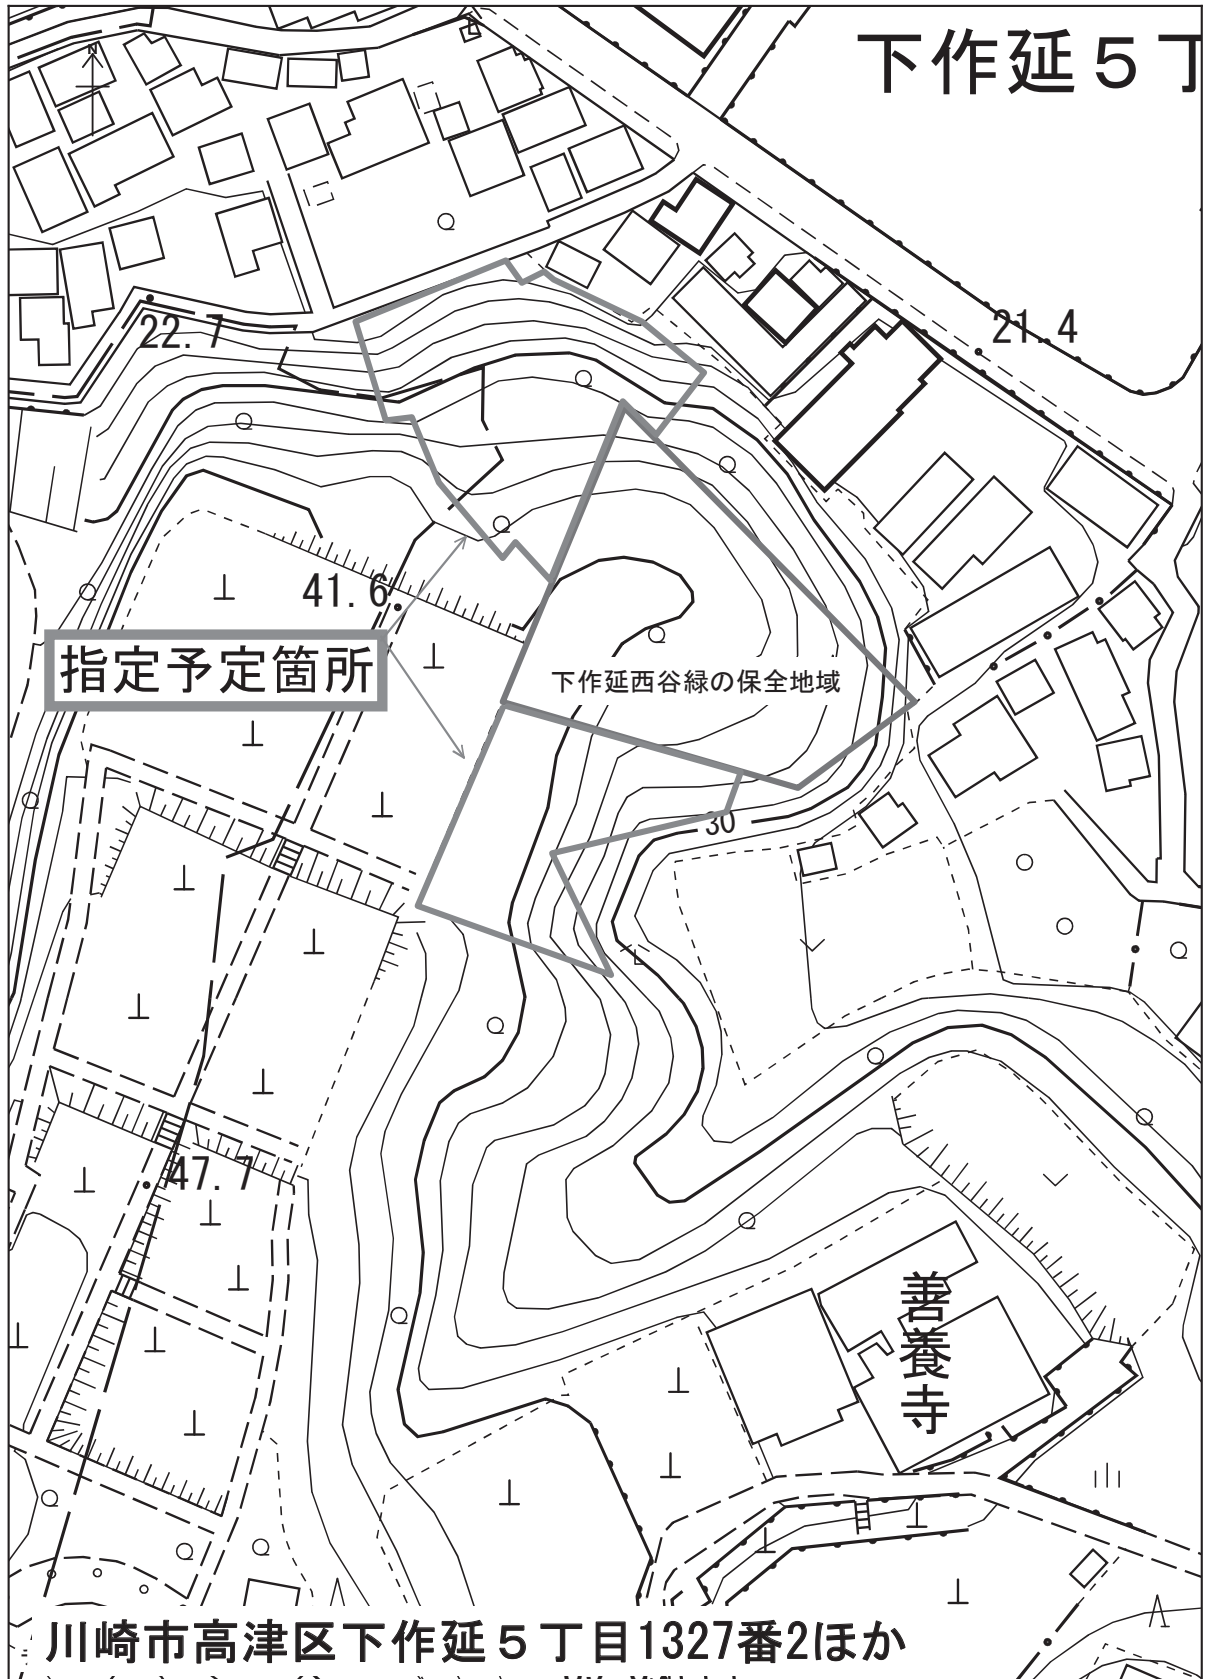 下作延５丁
N
22.7
21.4
41.6
指定予定箇所
下作延西谷緑の保全地域
30
47.7
善養寺
川崎市高津区下作延５丁目1327番2ほか